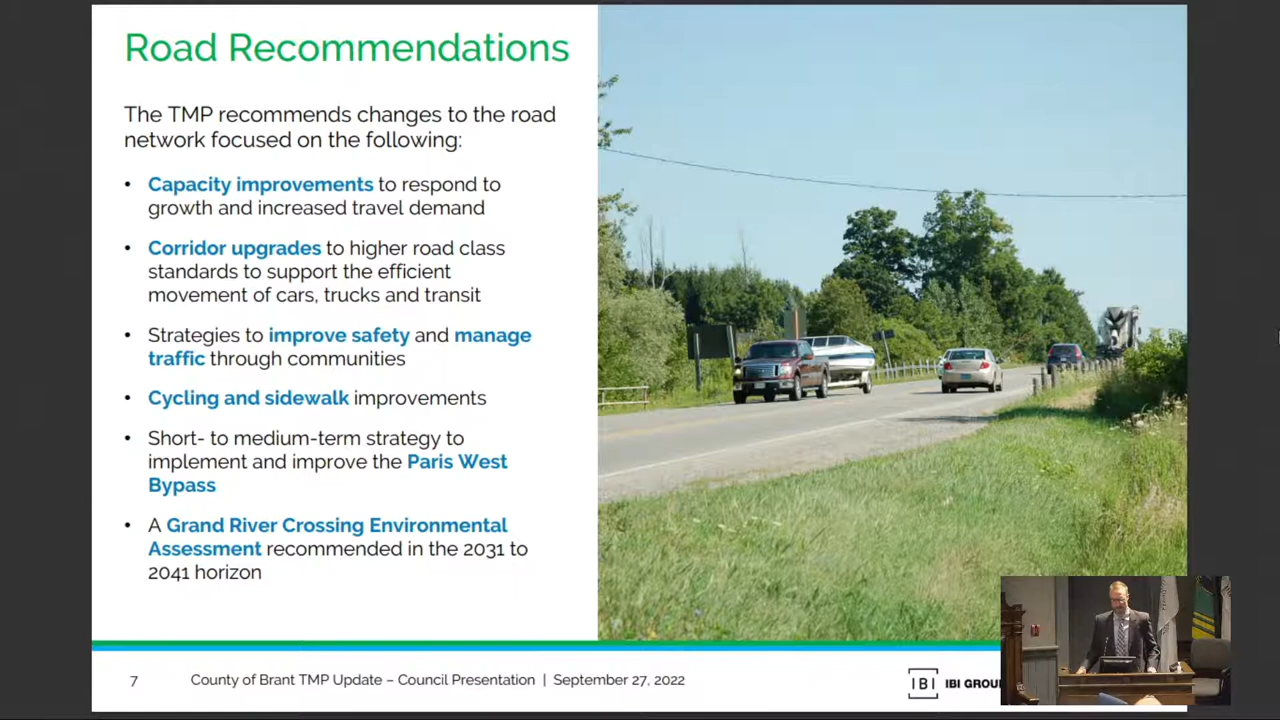 Road Recommendations
The TMP recommends changes to the road
network focused on the following:
• Capacity improvements to respond to
growth and increased travel demand
• Corridor upgrades to higher road class
standards to support the efficient
movement of cars, trucks and transit
• Strategies to improve safety and manage
traffic through communities
• Cycling and sidewalk improvements
• Short- to medium-term strategy to
implement and improve the Paris West
Bypass
• A Grand River Crossing Environmental
Assessment recommended in the 2031 to
2041 horizon
7 County of Brant TMP Update – Council Presentation | September 27, 2022
IBI IBI GROU